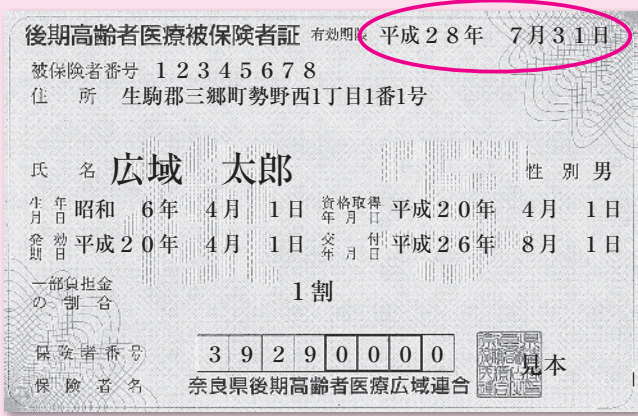 後期高齢者医療被保険者証 有効期限 平成28年 7月31日
被保険者番号 12345678
住所 生駒郡三郷町勢野西1丁目1番1号
氏名 広域 太郎 性別 男
生年月日 昭和 6年 4月 1日 資格取得年月日 平成20年 4月 1日
発効期日 平成20年 4月 1日 交付年月日 平成26年 8月 1日
一部負担金の割合 1割
保険者番号 39290000
保険者名 奈良県後期高齢者医療広域連合 見本